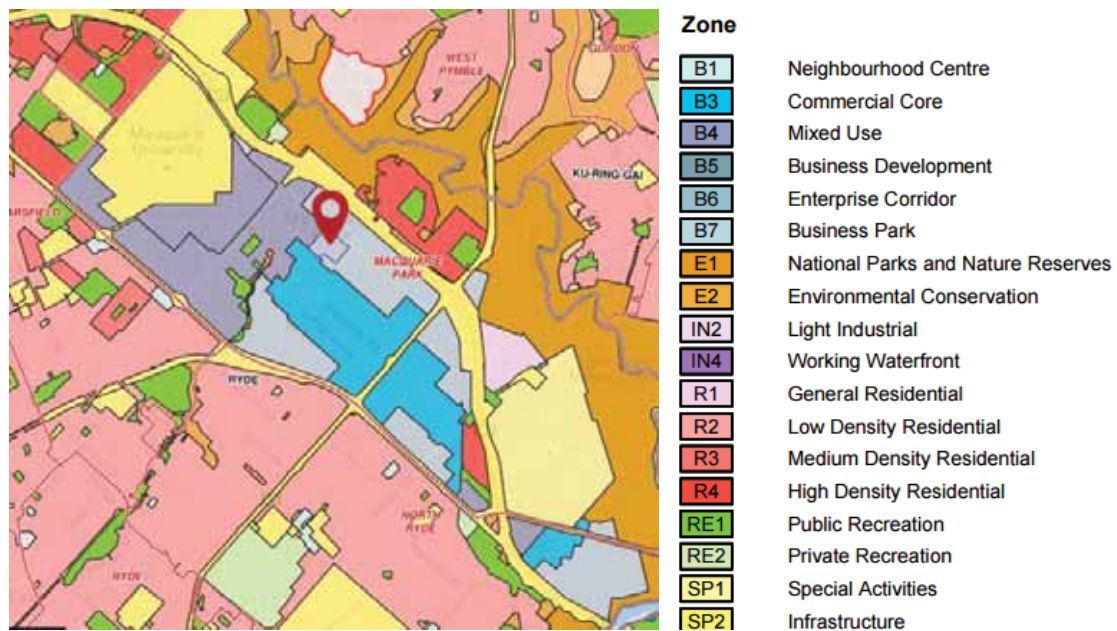 WEST
PYMBLE
GORDON
Macquarie
University
KU-RING-GAI
MACQUARIE
PARK
RYDE
NORTH
RYDE
RYDE
Zone
B1 Neighbourhood Centre
B3 Commercial Core
B4 Mixed Use
B5 Business Development
B6 Enterprise Corridor
B7 Business Park
E1 National Parks and Nature Reserves
E2 Environmental Conservation
IN2 Light Industrial
IN4 Working Waterfront
R1 General Residential
R2 Low Density Residential
R3 Medium Density Residential
R4 High Density Residential
RE1 Public Recreation
RE2 Private Recreation
SP1 Special Activities
SP2 Infrastructure